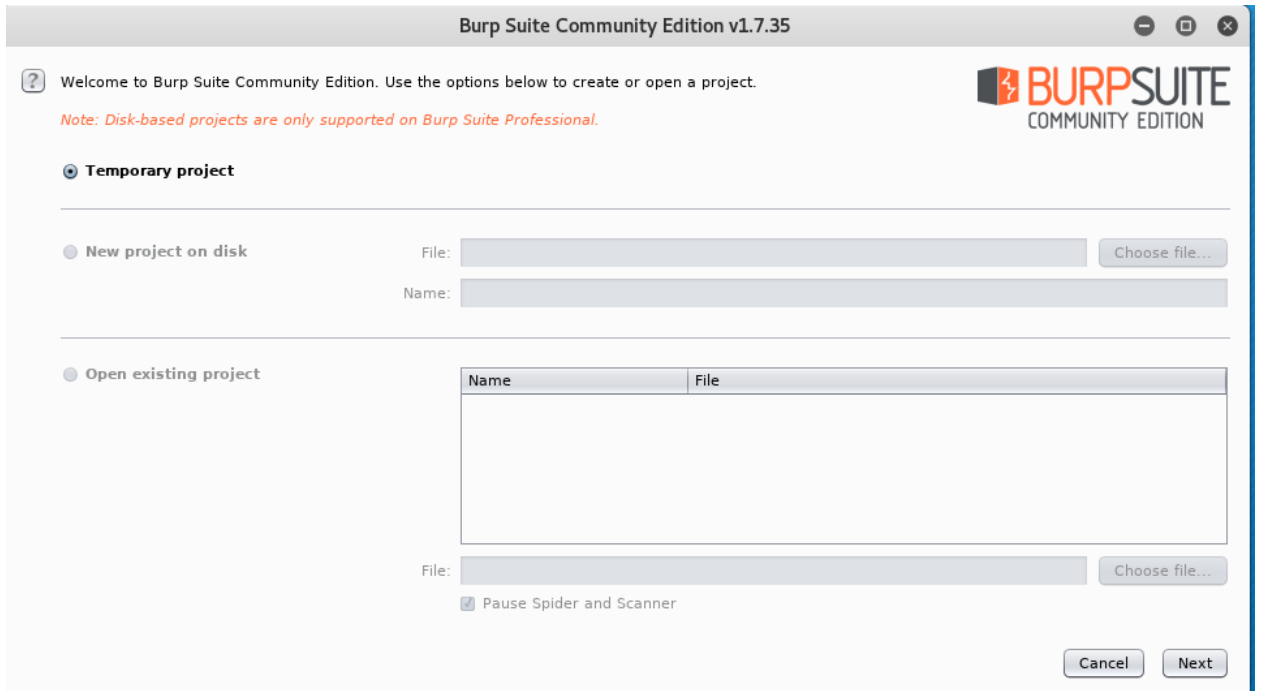 Burp Suite Community Edition v1.7.35
? Welcome to Burp Suite Community Edition. Use the options below to create or open a project.
BURPSUITE
COMMUNITY EDITION
Note: Disk-based projects are only supported on Burp Suite Professional.
Temporary project
New project on disk File: Choose file...
Name:
Open existing project
Name File
File: Choose file...
Pause Spider and Scanner
Cancel Next